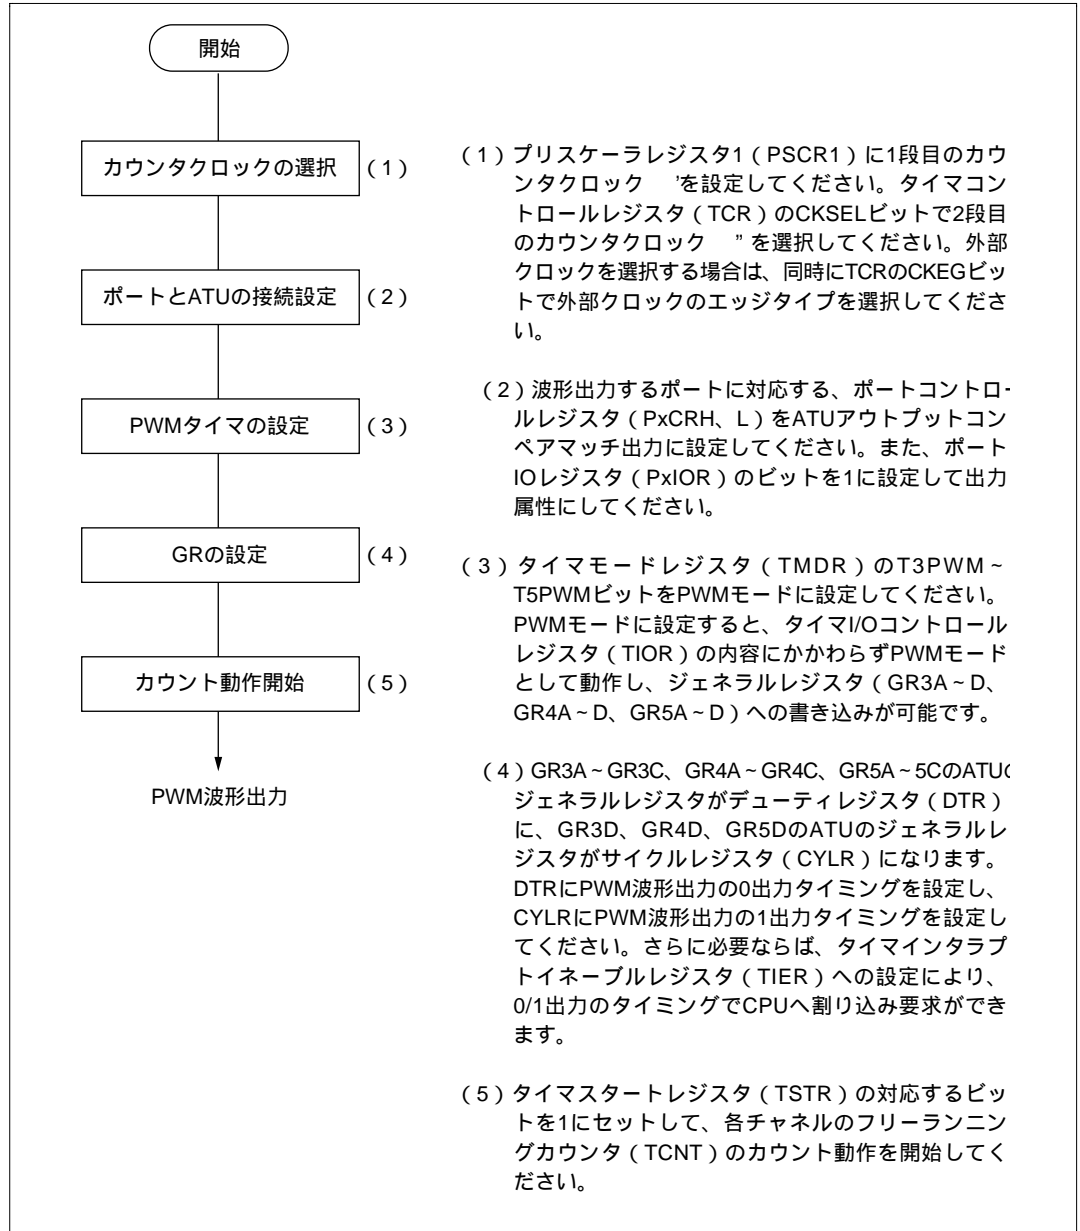 開始
カウンタクロックの選択 (1)
ポートとATUの接続設定 (2)
PWMタイマの設定 (3)
GRの設定 (4)
カウント動作開始 (5)
PWM波形出力
(1)プリスケーラレジスタ1(PSCR1)に1段目のカウ
ンタクロック ’を設定してください。タイマコン
トロールレジスタ(TCR)のCKSELビットで2段目
のカウンタクロック ”を選択してください。外部
クロックを選択する場合は、同時にTCRのCKEGビッ
トで外部クロックのエッジタイプを選択してくださ
い。
(2)波形出力するポートに対応する、ポートコントロー
ルレジスタ(PxCRH、L)をATUアウトプットコン
ペアマッチ出力に設定してください。また、ポート
IOレジスタ(PxIOR)のビットを1に設定して出力
属性にしてください。
(3)タイマモードレジスタ(TMDR)のT3PWM~
T5PWMビットをPWMモードに設定してください。
PWMモードに設定すると、タイマI/Oコントロール
レジスタ(TIOR)の内容にかかわらずPWMモード
として動作し、ジェネラルレジスタ(GR3A~D、
GR4A~D、GR5A~D)への書き込みが可能です。
(4)GR3A~GR3C、GR4A~GR4C、GR5A~5CのATUの
ジェネラルレジスタがデューティレジスタ(DTR)
に、GR3D、GR4D、GR5DのATUのジェネラルレ
ジスタがサイクルレジスタ(CYLR)になります。
DTRにPWM波形出力の0出力タイミングを設定し、
CYLRにPWM波形出力の1出力タイミングを設定し
てください。さらに必要ならば、タイマインタラプ
トイネーブルレジスタ(TIER)への設定により、
0/1出力のタイミングでCPUへ割り込み要求ができ
ます。
(5)タイマスタートレジスタ(TSTR)の対応するビッ
トを1にセットして、各チャネルのフリーランニン
グカウンタ(TCNT)のカウント動作を開始してく
ださい。